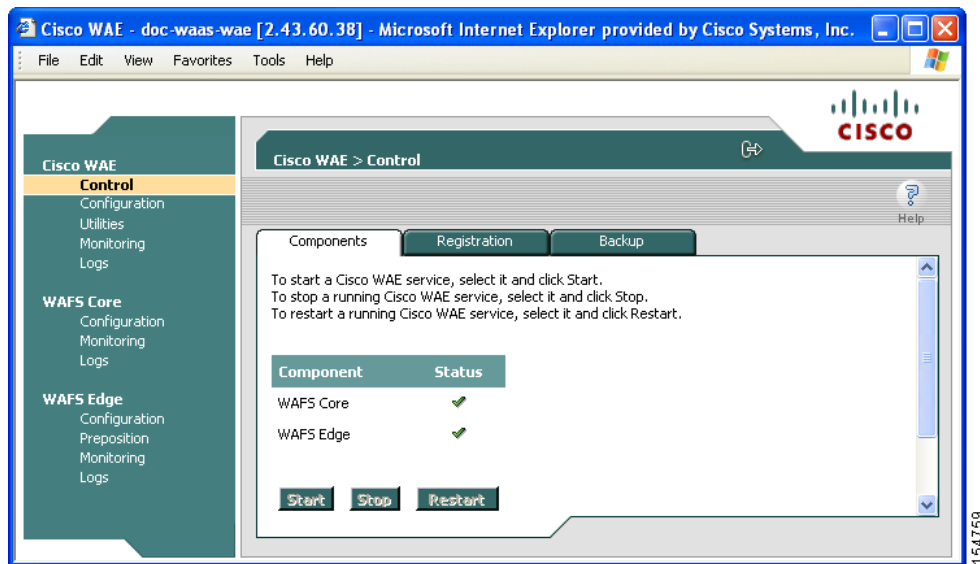 Cisco WAE - doc-waas-wae [2.43.60.38] - Microsoft Internet Explorer provided by Cisco Systems, Inc.
File Edit View Favorites Tools Help
CISCO
Cisco WAE > Control
Help
Cisco WAE
Control
Configuration
Utilities
Monitoring
Logs
WAFS Core
Configuration
Monitoring
Logs
WAFS Edge
Configuration
Preposition
Monitoring
Logs
Components Registration Backup
To start a Cisco WAE service, select it and click Start.
To stop a running Cisco WAE service, select it and click Stop.
To restart a running Cisco WAE service, select it and click Restart.
Component Status
WAFS Core
WAFS Edge
Start Stop Restart
154759